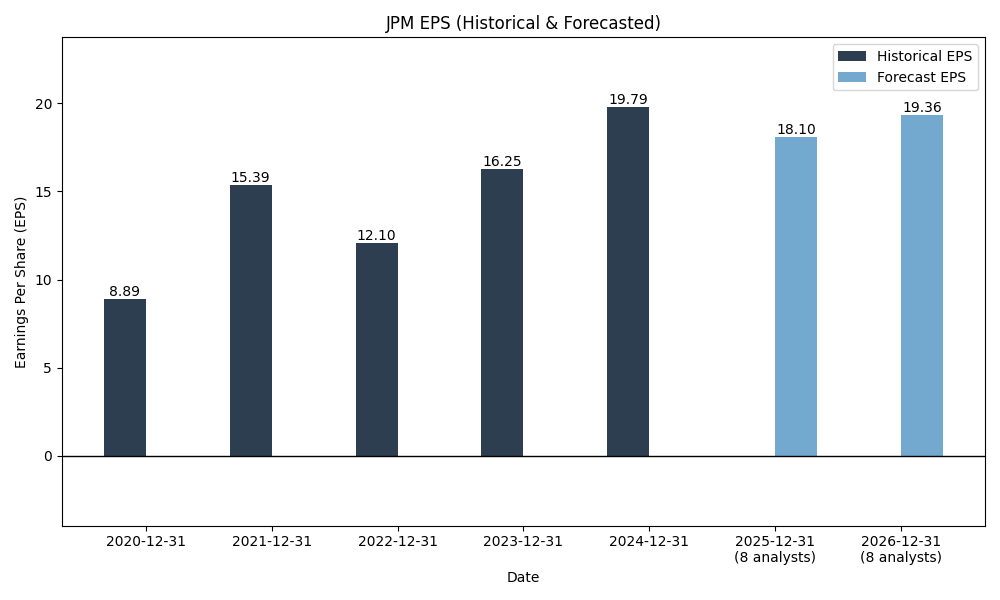 JPM EPS (Historical & Forecasted)
Historical EPS
Forecast EPS
Earnings Per Share (EPS)
20
15
10
5
0
8.89
15.39
12.10
16.25
19.79
18.10
19.36
2020-12-31
2021-12-31
2022-12-31
2023-12-31
2024-12-31
2025-12-31
(8 analysts)
2026-12-31
(8 analysts)
Date